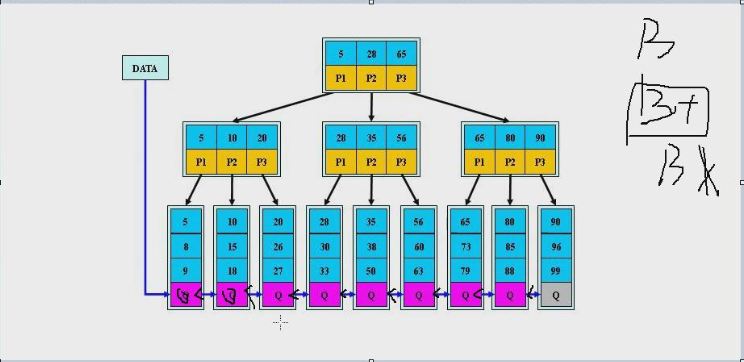 5 28 65
P1 P2 P3
DATA
B
B+
B*
5 10 20 28 35 56 65 80 90
P1 P2 P3 P1 P2 P3 P1 P2 P3
5 10 20 28 35 56 65 80 90
8 15 26 30 38 60 73 85 96
9 18 27 33 50 63 79 88 99
Q Q Q Q Q Q Q Q Q